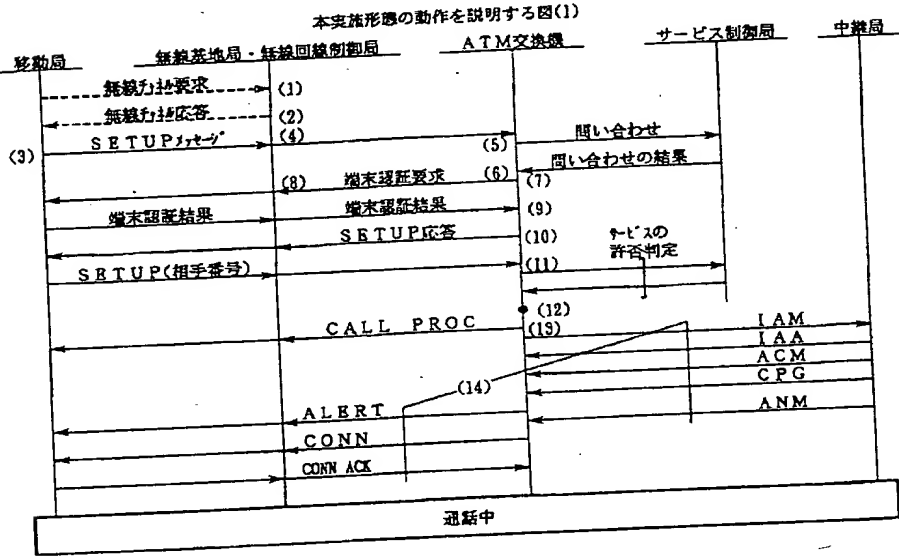 本実施形態の動作を説明する図(1)
移動局
無線基地局・無線回線制御局
ATM交換機
サービス制御局
中継局
無線チャネル要求
(1)
無線チャネル応答
(2)
(3)
SETUPメッセージ
(4)
(5)
問い合わせ
問い合わせの結果
(8)
端末認証要求
(6)
(7)
端末認証結果
端末認証結果
(9)
SETUP応答
(10)
サービスの
許否判定
SETUP(相手番号)
(11)
(12)
CALL PROC
(13)
IAM
IAA
ACM
(14)
CPG
ALERT
ANM
CONN
CONN ACK
通話中